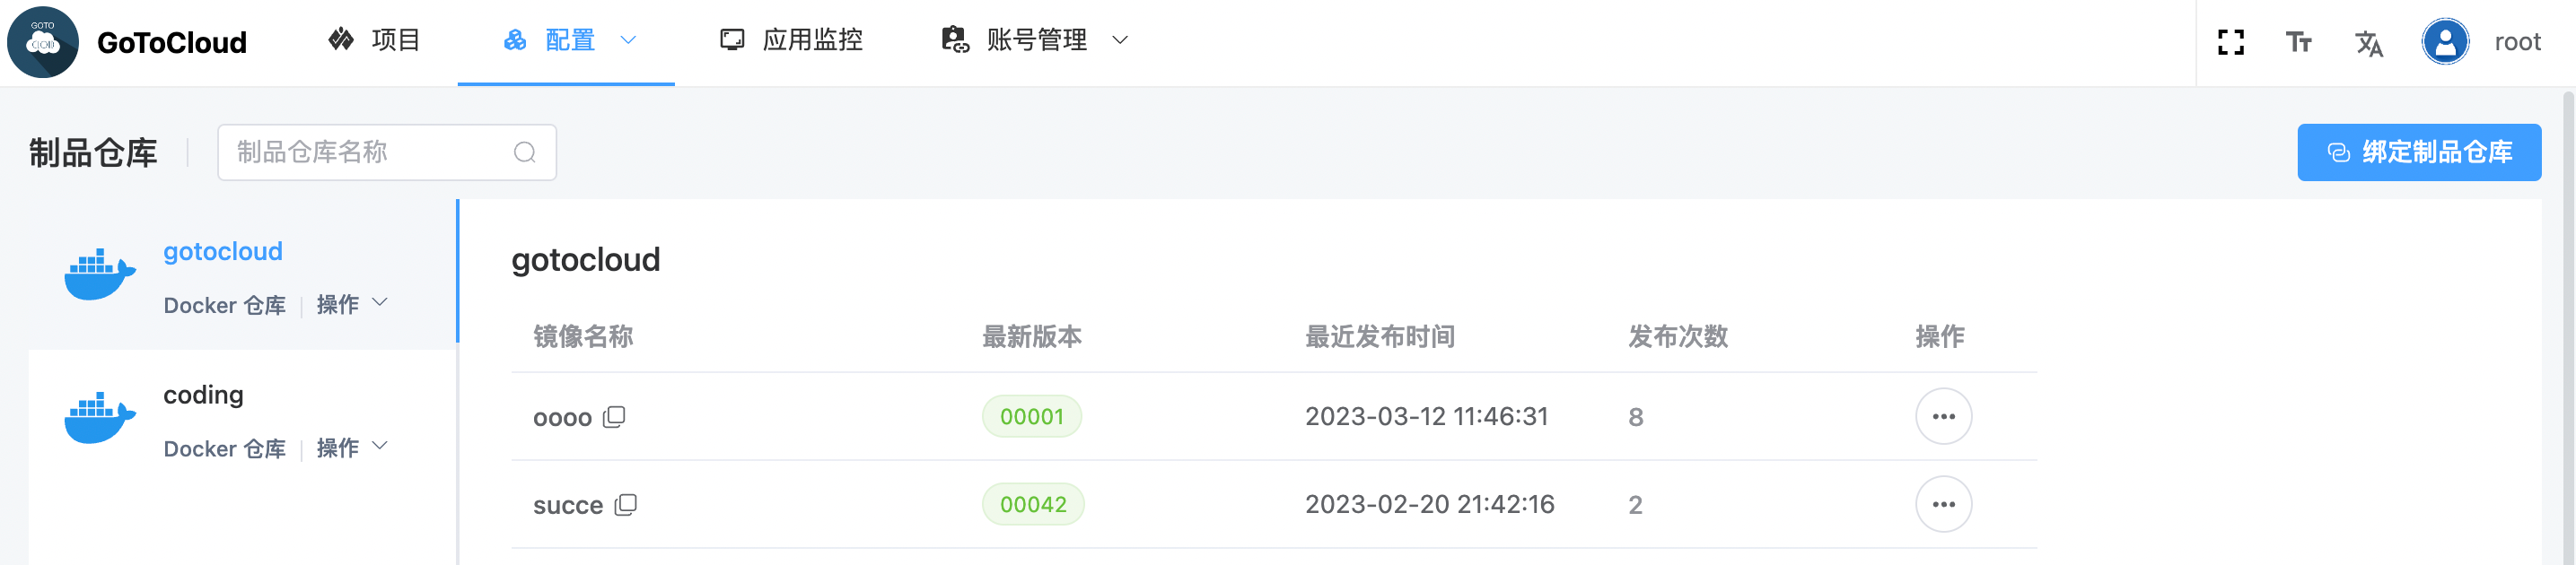 GOTO
CLOUD
GoToCloud
项目
配置
应用监控
账号管理
root
制品仓库
制品仓库名称
绑定制品仓库
gotocloud
Docker 仓库
操作
coding
Docker 仓库
操作
gotocloud
镜像名称 最新版本 最近发布时间 发布次数 操作
oooo 00001 2023-03-12 11:46:31 8
succe 00042 2023-02-20 21:42:16 2